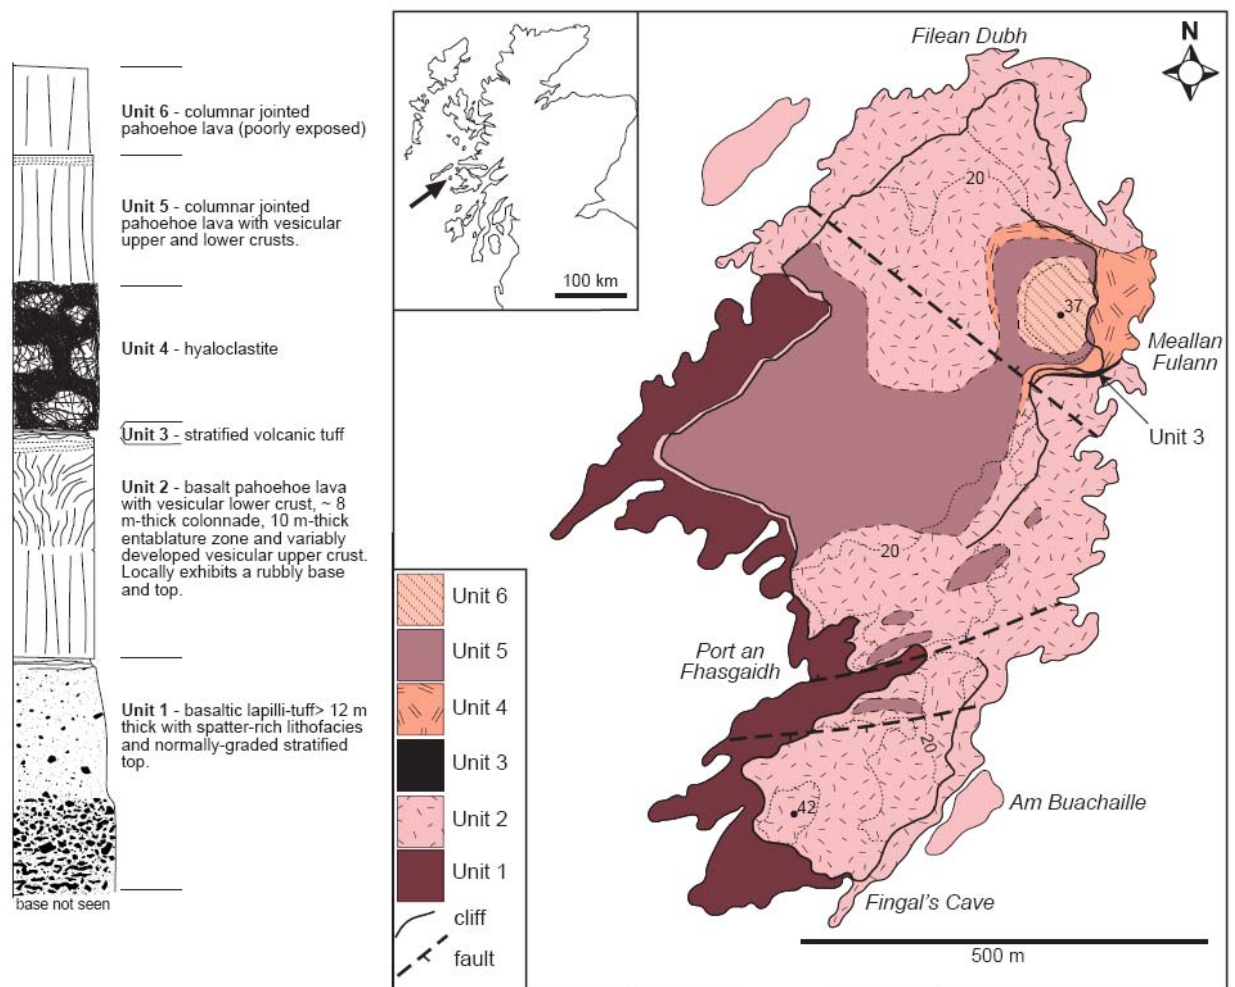 Unit 6 - columnar jointed
pahoehoe lava (poorly exposed)
Unit 5 - columnar jointed
pahoehoe lava with vesicular
upper and lower crusts.
Unit 4 - hyaloclastite
Unit 3 - stratified volcanic tuff
Unit 2 - basalt pahoehoe lava
with vesicular lower crust, ~ 8
m-thick colonnade, 10 m-thick
entablature zone and variably
developed vesicular upper crust.
Locally exhibits a rubbly base
and top.
Unit 1 - basaltic lapilli-tuff> 12 m
thick with spatter-rich lithofacies
and normally-graded stratified
top.
base not seen
100 km
Unit 6
Unit 5
Unit 4
Unit 3
Unit 2
Unit 1
cliff
fault
Filean Dubh
N
20
37
Meallan
Fulann
Unit 3
20
Port an
Fhasgaidh
20
42
Am Buachaille
Fingal's Cave
500 m